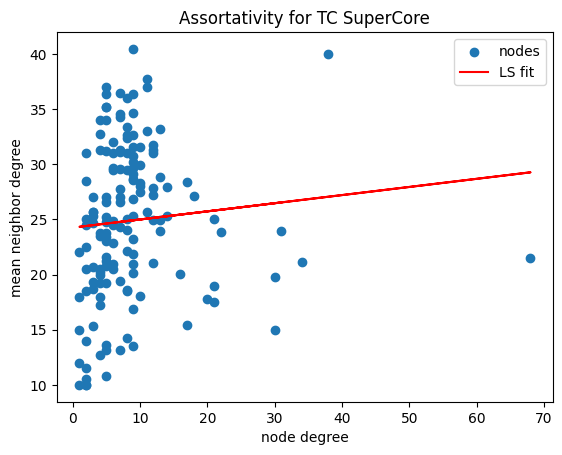 Assortativity for TC SuperCore
nodes
LS fit
mean neighbor degree
40
35
30
25
20
15
10
0 10 20 30 40 50 60 70
node degree